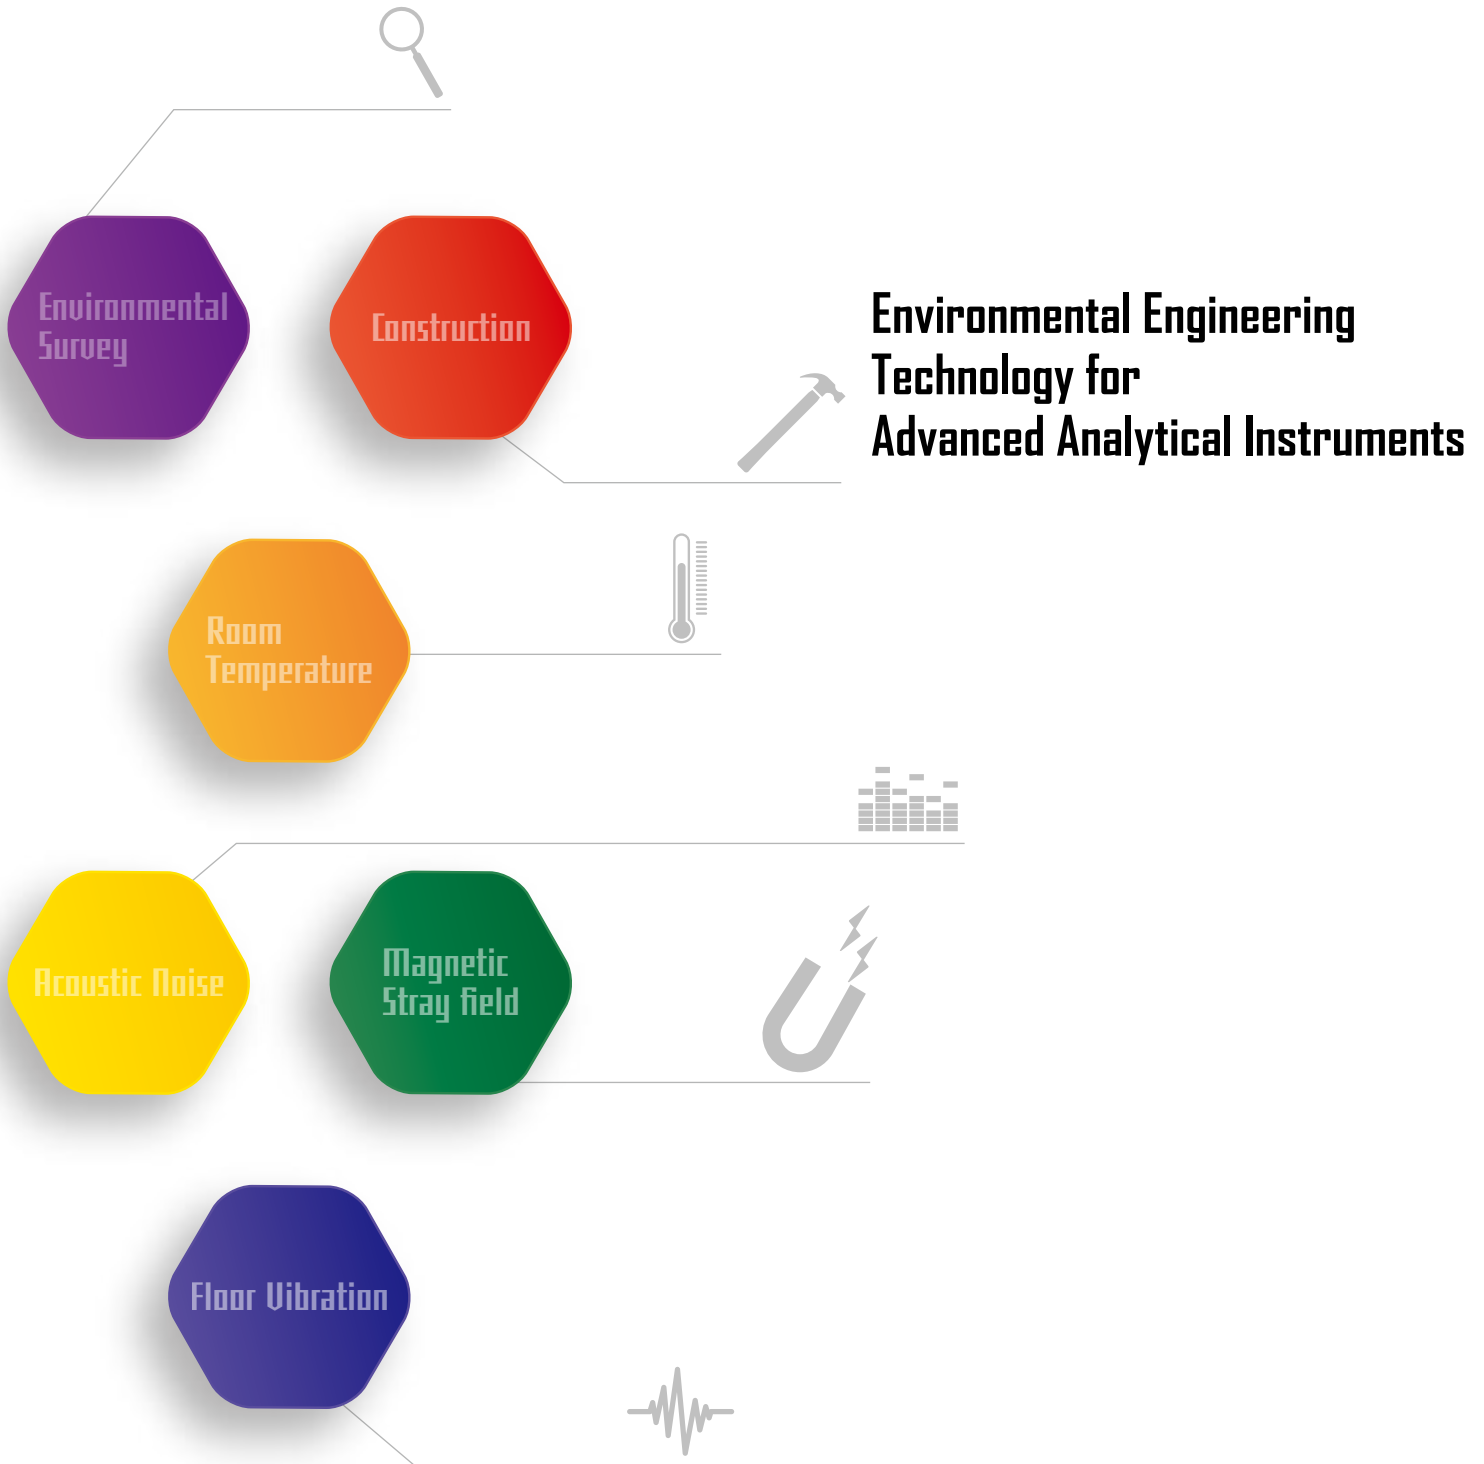 Environmental
Survey
Construction
Environmental Engineering
Technology for
Advanced Analytical Instruments
Room
Temperature
Acoustic Noise
Magnetic
Stray field
Floor Vibration